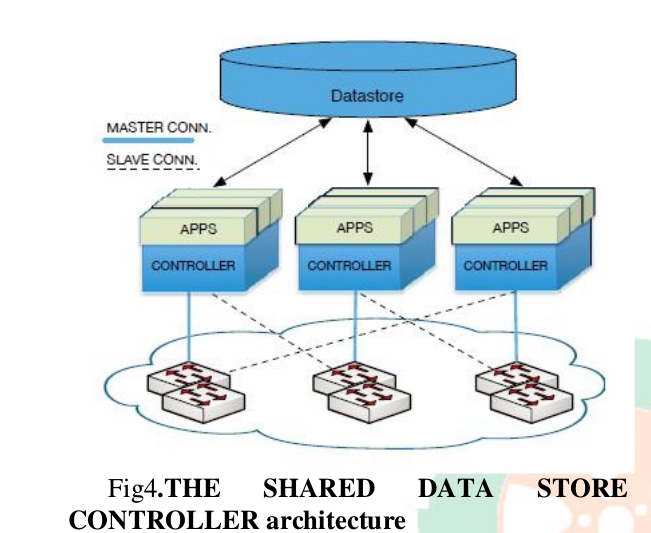 Datastore
MASTER CONN.
SLAVE CONN.
APPS APPS APPS
CONTROLLER CONTROLLER CONTROLLER
Fig4.THE SHARED DATA STORE
CONTROLLER architecture